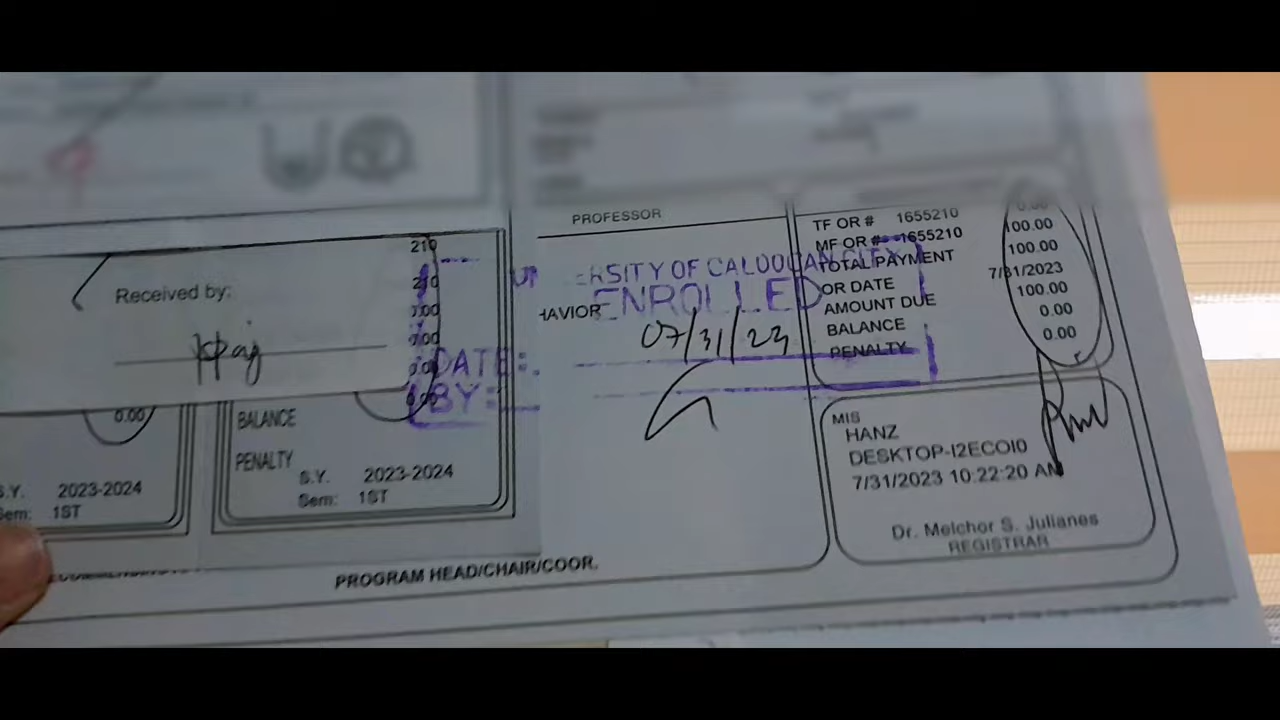 PROFESSOR
TF OR # 1655210 0.00
MF OR # 1655210 100.00
TOTAL PAYMENT 100.00
OR DATE 7/31/2023
AMOUNT DUE 100.00
BALANCE 0.00
PENALTY 0.00
210
210
0.00
0.00
0.00
0.00
Received by:
ERSITY OF CALOOCAN CITY
HAVIOR
ENROLLED
07/31/23
DATE:
BY:
0.00
S.Y. 2023-2024
Sem: 1ST
BALANCE
PENALTY
S.Y. 2023-2024
Sem: 1ST
MIS
HANZ
DESKTOP-I2ECOI0
7/31/2023 10:22:20 AM
Dr. Melchor S. Julianes
REGISTRAR
PROGRAM HEAD/CHAIR/COOR.